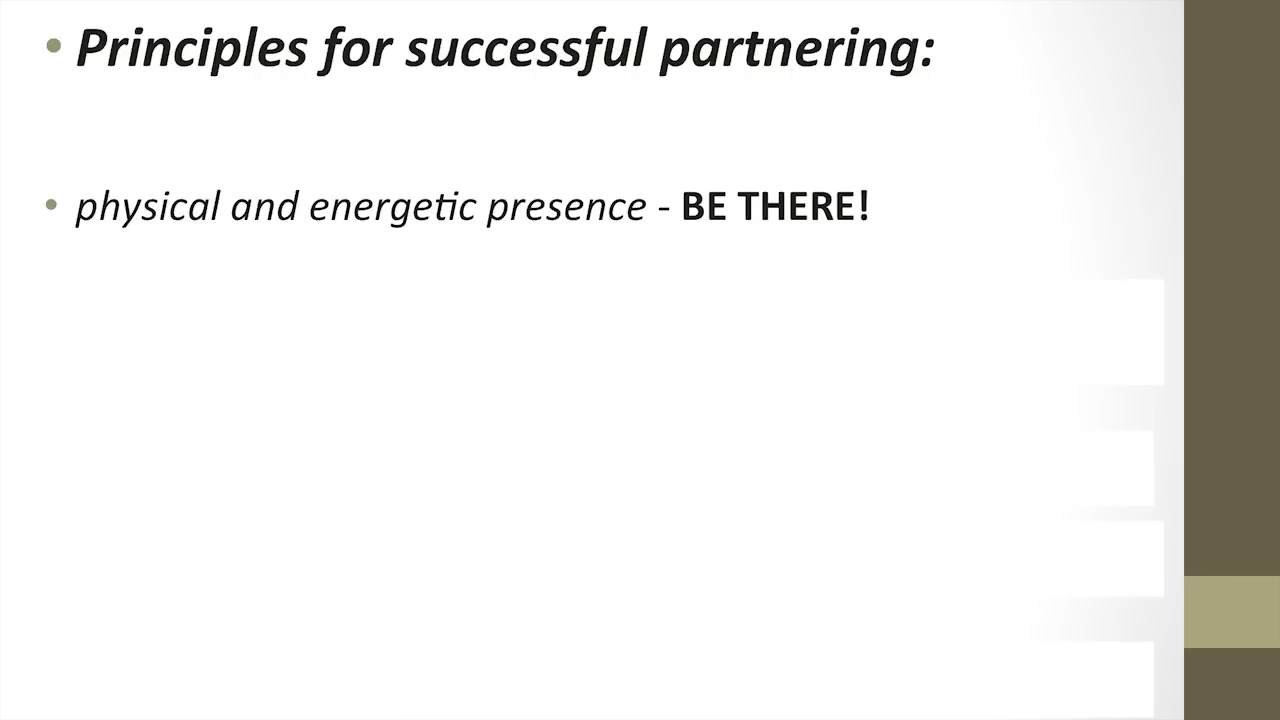 • Principles for successful partnering:
• physical and energetic presence - BE THERE!